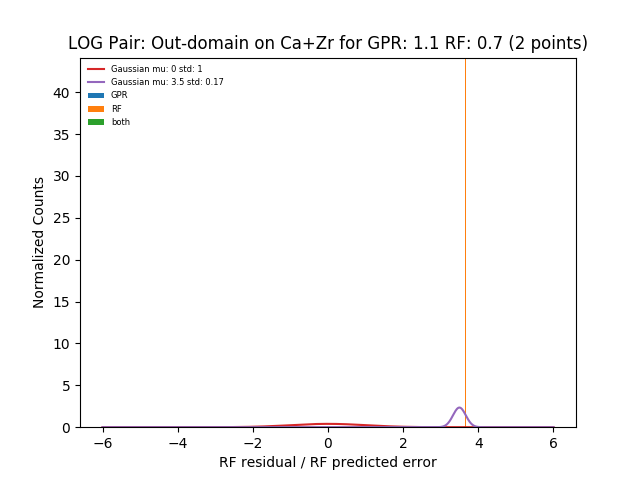 LOG Pair: Out-domain on Ca+Zr for GPR: 1.1 RF: 0.7 (2 points)
Gaussian mu: 0 std: 1
Gaussian mu: 3.5 std: 0.17
GPR
RF
both
40
35
30
25
20
15
10
5
0
Normalized Counts
−6 −4 −2 0 2 4 6
RF residual / RF predicted error